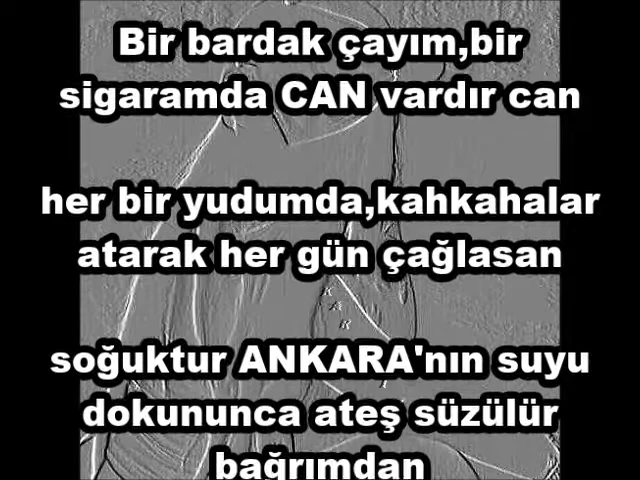 Bir bardak çayım,bir
sigaramda CAN vardır can
her bir yudumda,kahkahalar
atarak her gün çağlasan
K
A
R
soğuktur ANKARA'nın suyu
dokununca ateş süzülür
bağrımdan